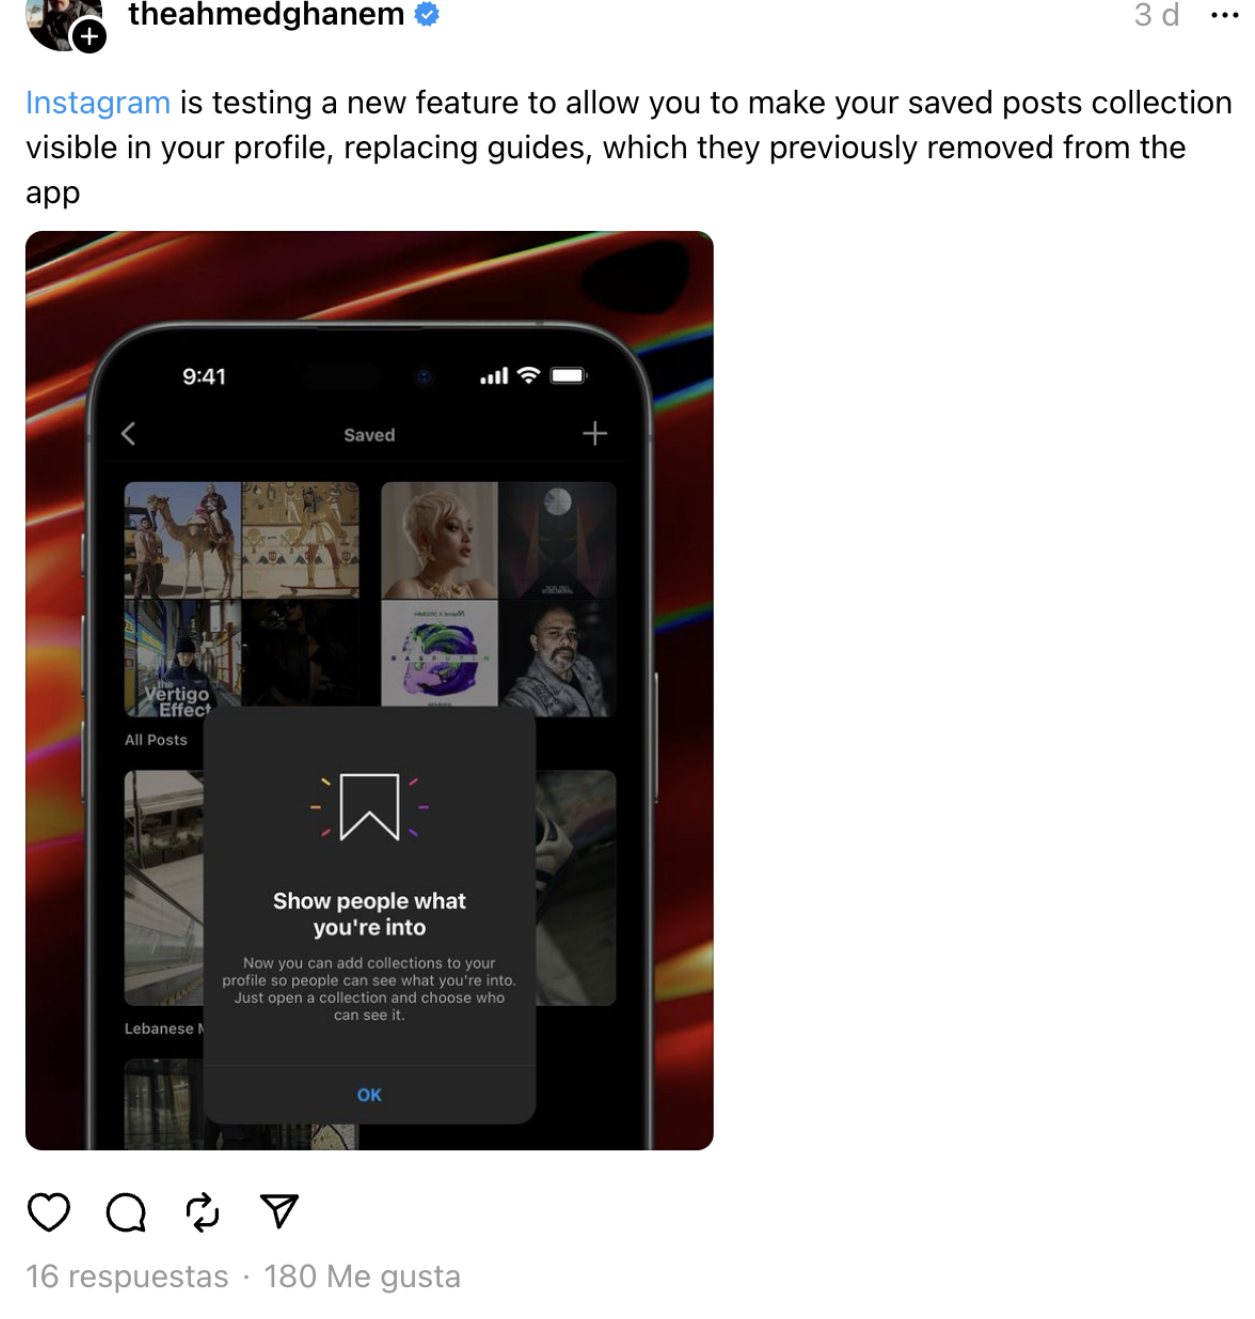 theahmedghanem
3 d
Instagram is testing a new feature to allow you to make your saved posts collection
visible in your profile, replacing guides, which they previously removed from the
app
9:41
Saved
the
Vertigo
Effect
All Posts
Show people what
you're into
Now you can add collections to your
profile so people can see what you're into.
Just open a collection and choose who
can see it.
Lebanese
OK
16 respuestas · 180 Me gusta